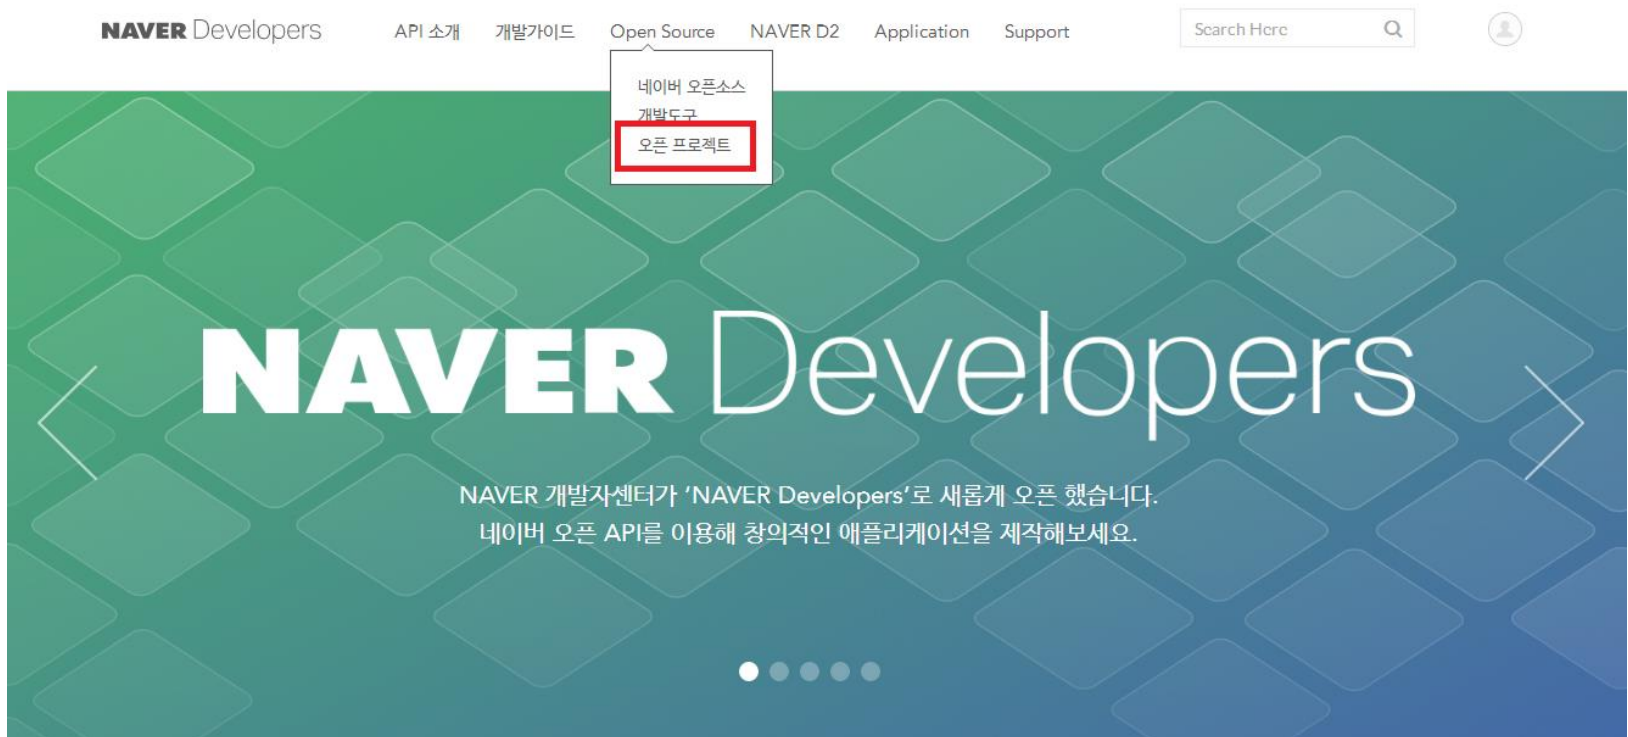 NAVER Developers API 소개 개발가이드 Open Source NAVER D2 Application Support Search Here
네이버 오픈소스
개발도구
오픈 프로젝트
NAVER Developers
NAVER 개발자센터가 ‘NAVER Developers’로 새롭게 오픈 했습니다.
네이버 오픈 API를 이용해 창의적인 애플리케이션을 제작해보세요.